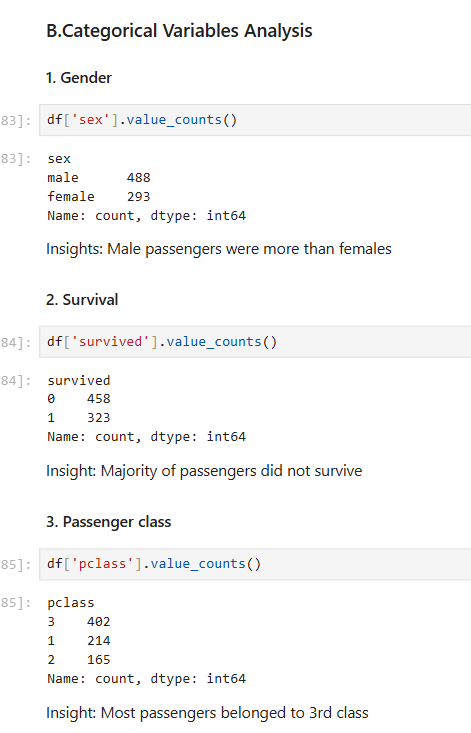 B.Categorical Variables Analysis
1. Gender
83]: df['sex'].value_counts()
83]: sex
male      488
female    293
Name: count, dtype: int64
Insights: Male passengers were more than females
2. Survival
84]: df['survived'].value_counts()
84]: survived
0    458
1    323
Name: count, dtype: int64
Insight: Majority of passengers did not survive
3. Passenger class
85]: df['pclass'].value_counts()
85]: pclass
3    402
1    214
2    165
Name: count, dtype: int64
Insight: Most passengers belonged to 3rd class